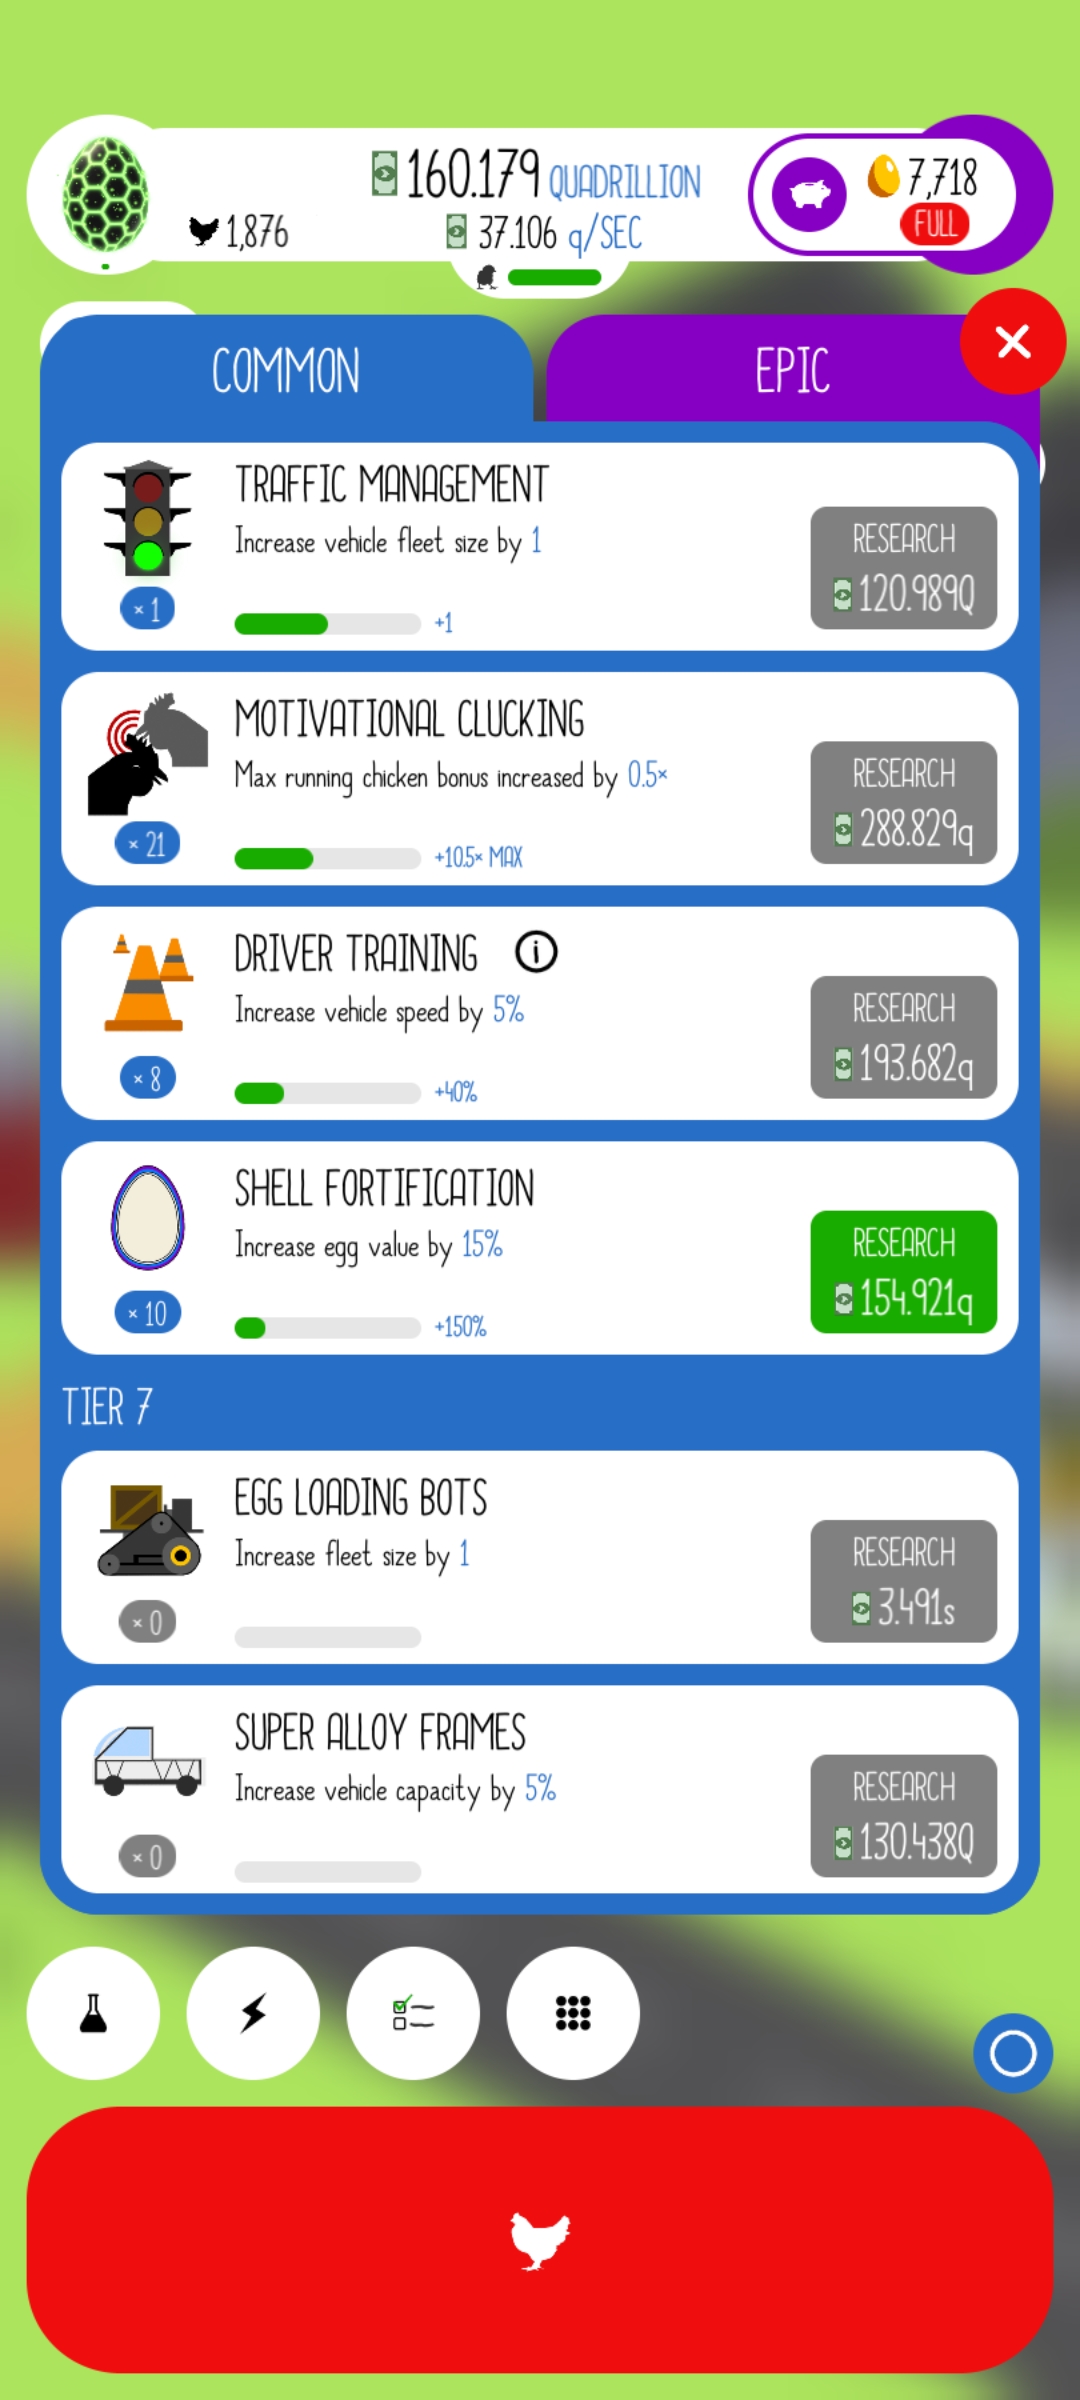 160.179 QUADRILLION
1,876
37.106 q/SEC
7,718
FULL
COMMON
EPIC
TRAFFIC MANAGEMENT
Increase vehicle fleet size by 1
× 1
+1
RESEARCH
120.989Q
MOTIVATIONAL CLUCKING
Max running chicken bonus increased by 0.5×
× 21
+10.5× MAX
RESEARCH
288.829q
DRIVER TRAINING i
Increase vehicle speed by 5%
× 8
+40%
RESEARCH
193.682q
SHELL FORTIFICATION
Increase egg value by 15%
× 10
+150%
RESEARCH
154.921q
TIER 7
EGG LOADING BOTS
Increase fleet size by 1
× 0
RESEARCH
3.491s
SUPER ALLOY FRAMES
Increase vehicle capacity by 5%
× 0
RESEARCH
130.438Q